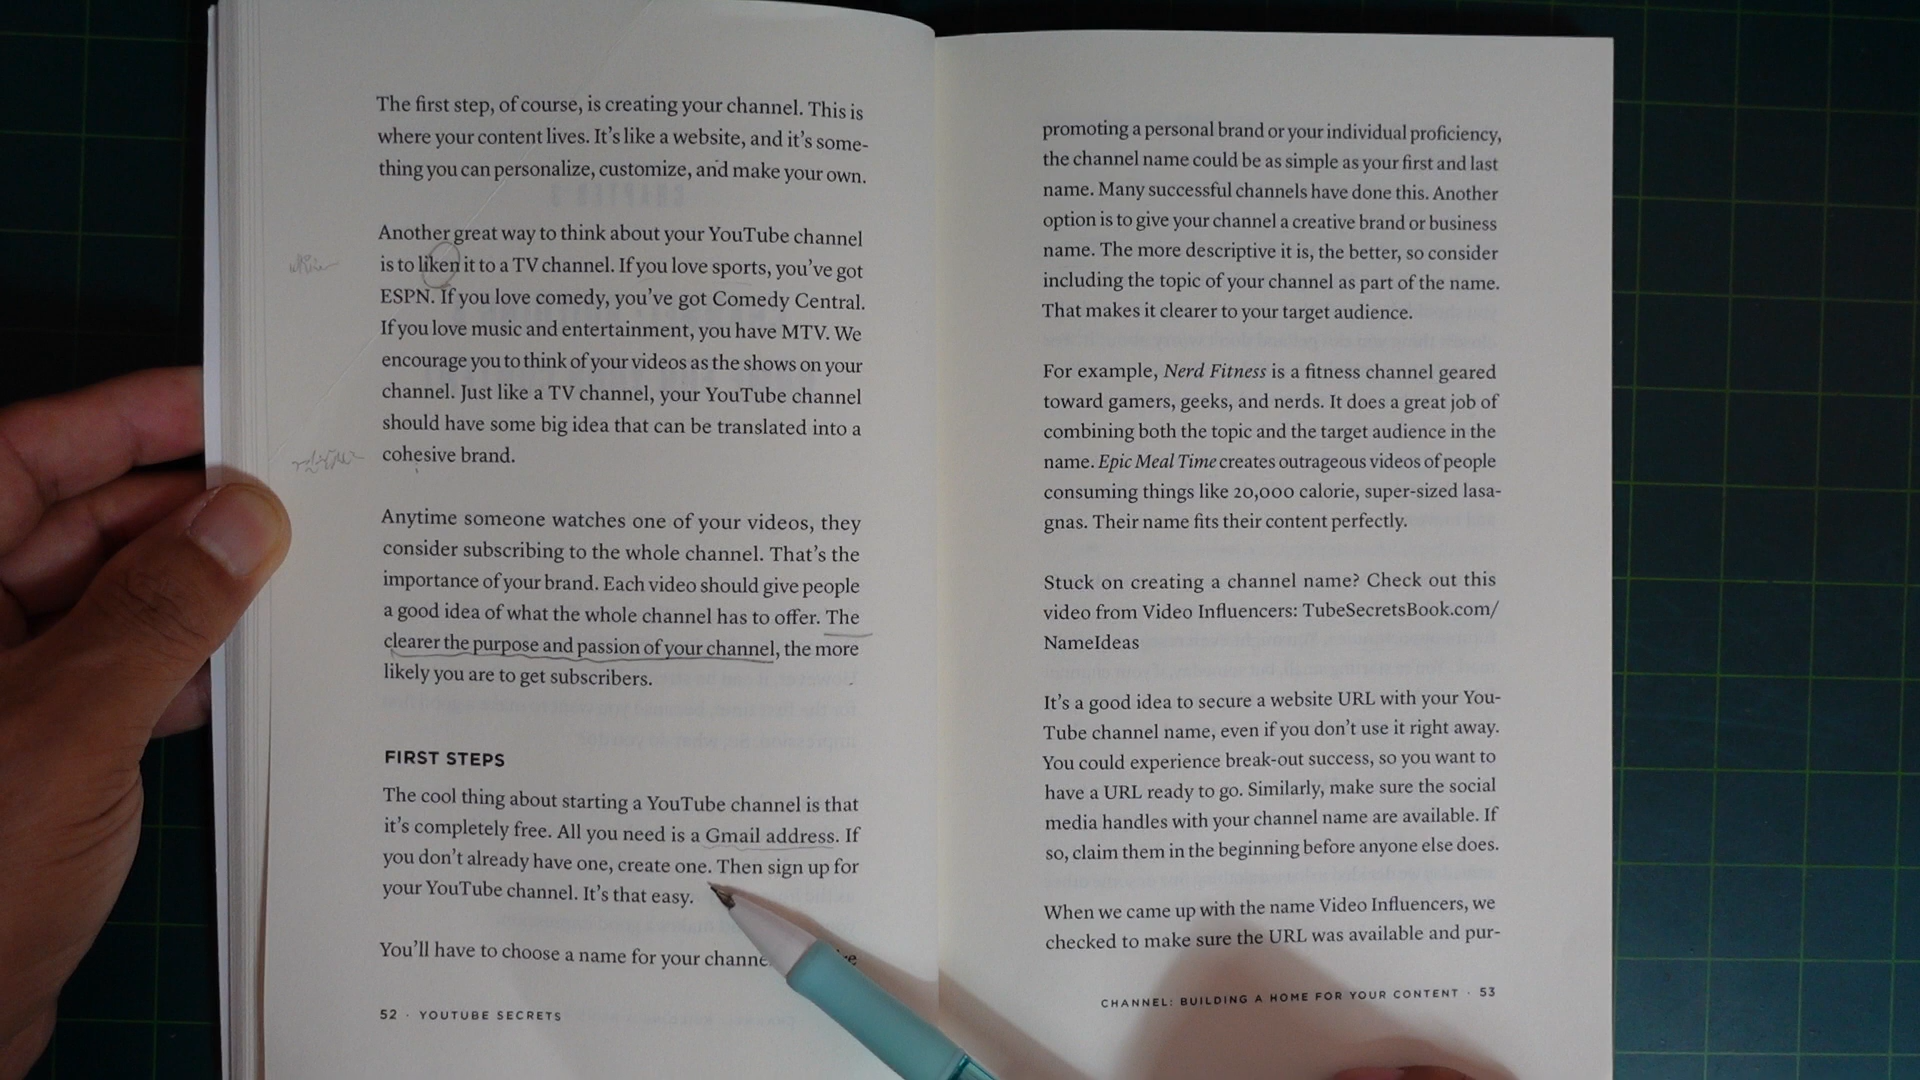 The first step, of course, is creating your channel. This is
where your content lives. It's like a website, and it's some-
thing you can personalize, customize, and make your own.
Another great way to think about your YouTube channel
is to liken it to a TV channel. If you love sports, you've got
ESPN. If you love comedy, you've got Comedy Central.
If you love music and entertainment, you have MTV. We
encourage you to think of your videos as the shows on your
channel. Just like a TV channel, your YouTube channel
should have some big idea that can be translated into a
cohesive brand.
Anytime someone watches one of your videos, they
consider subscribing to the whole channel. That's the
importance of your brand. Each video should give people
a good idea of what the whole channel has to offer. The
clearer the purpose and passion of your channel, the more
likely you are to get subscribers.
FIRST STEPS
The cool thing about starting a YouTube channel is that
it's completely free. All you need is a Gmail address. If
you don't already have one, create one. Then sign up for
your YouTube channel. It's that easy.
You'll have to choose a name for your
52 · YOUTUBE SECRETS
promoting a personal brand or your individual proficiency,
the channel name could be as simple as your first and last
name. Many successful channels have done this. Another
option is to give your channel a creative brand or business
name. The more descriptive it is, the better, so consider
including the topic of your channel as part of the name.
That makes it clearer to your target audience.
For example, Nerd Fitness is a fitness channel geared
toward gamers, geeks, and nerds. It does a great job of
combining both the topic and the target audience in the
name. Epic Meal Time creates outrageous videos of people
consuming things like 20,000 calorie, super-sized lasa-
gnas. Their name fits their content perfectly.
Stuck on creating a channel name? Check out this
video from Video Influencers: TubeSecretsBook.com/
NameIdeas
It's a good idea to secure a website URL with your You-
Tube channel name, even if you don't use it right away.
You could experience break-out success, so you want to
have a URL ready to go. Similarly, make sure the social
media handles with your channel name are available. If
so, claim them in the beginning before anyone else does.
When we came up with the name Video Influencers, we
checked to make sure the URL was available and pur-
CHANNEL: BUILDING A HOME FOR YOUR CONTENT · 53